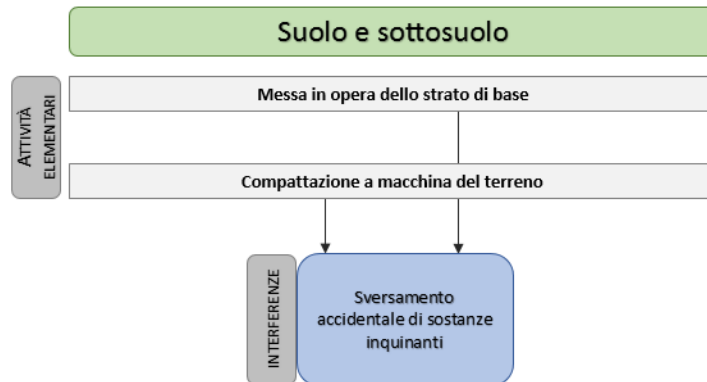 Suolo e sottosuolo
ATTIVITÀ
ELEMENTARI
Messa in opera dello strato di base
Compattazione a macchina del terreno
INTERFERENZE
Sversamento
accidentale di sostanze
inquinanti